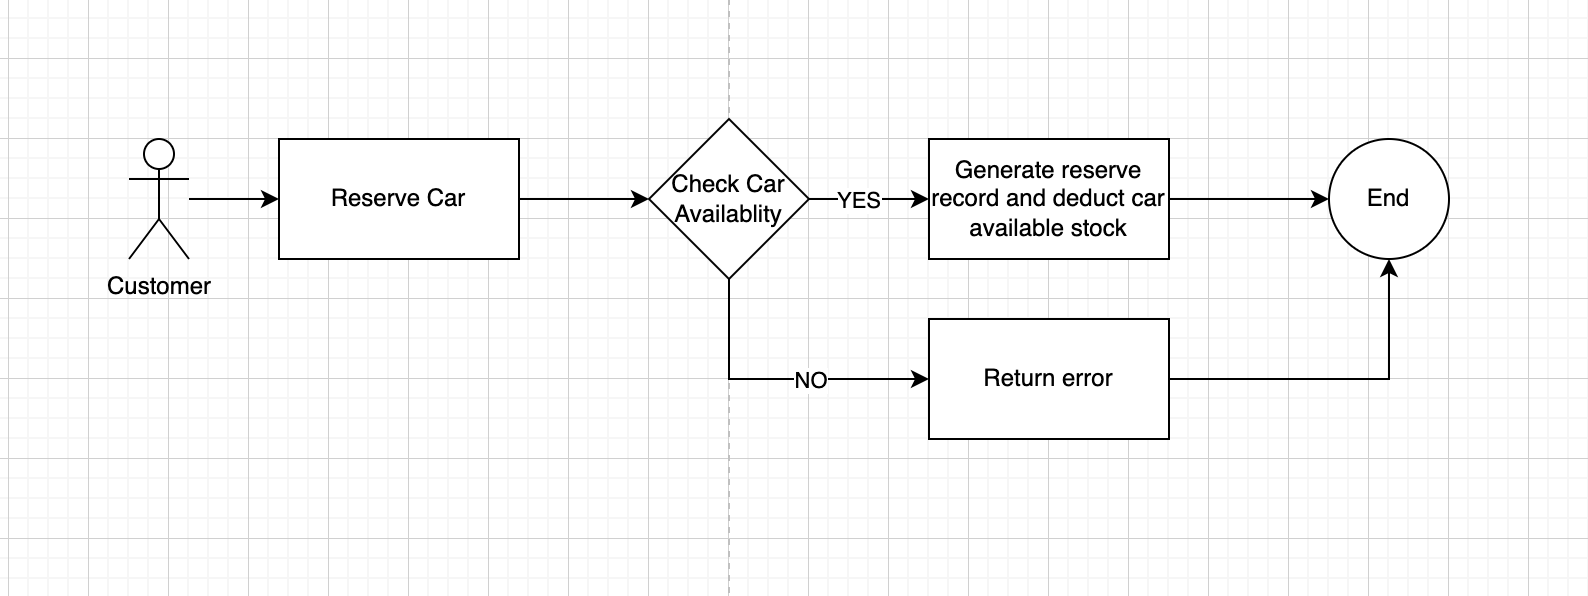 Customer
Reserve Car
Check Car
Availablity
YES
Generate reserve
record and deduct car
available stock
End
NO
Return error